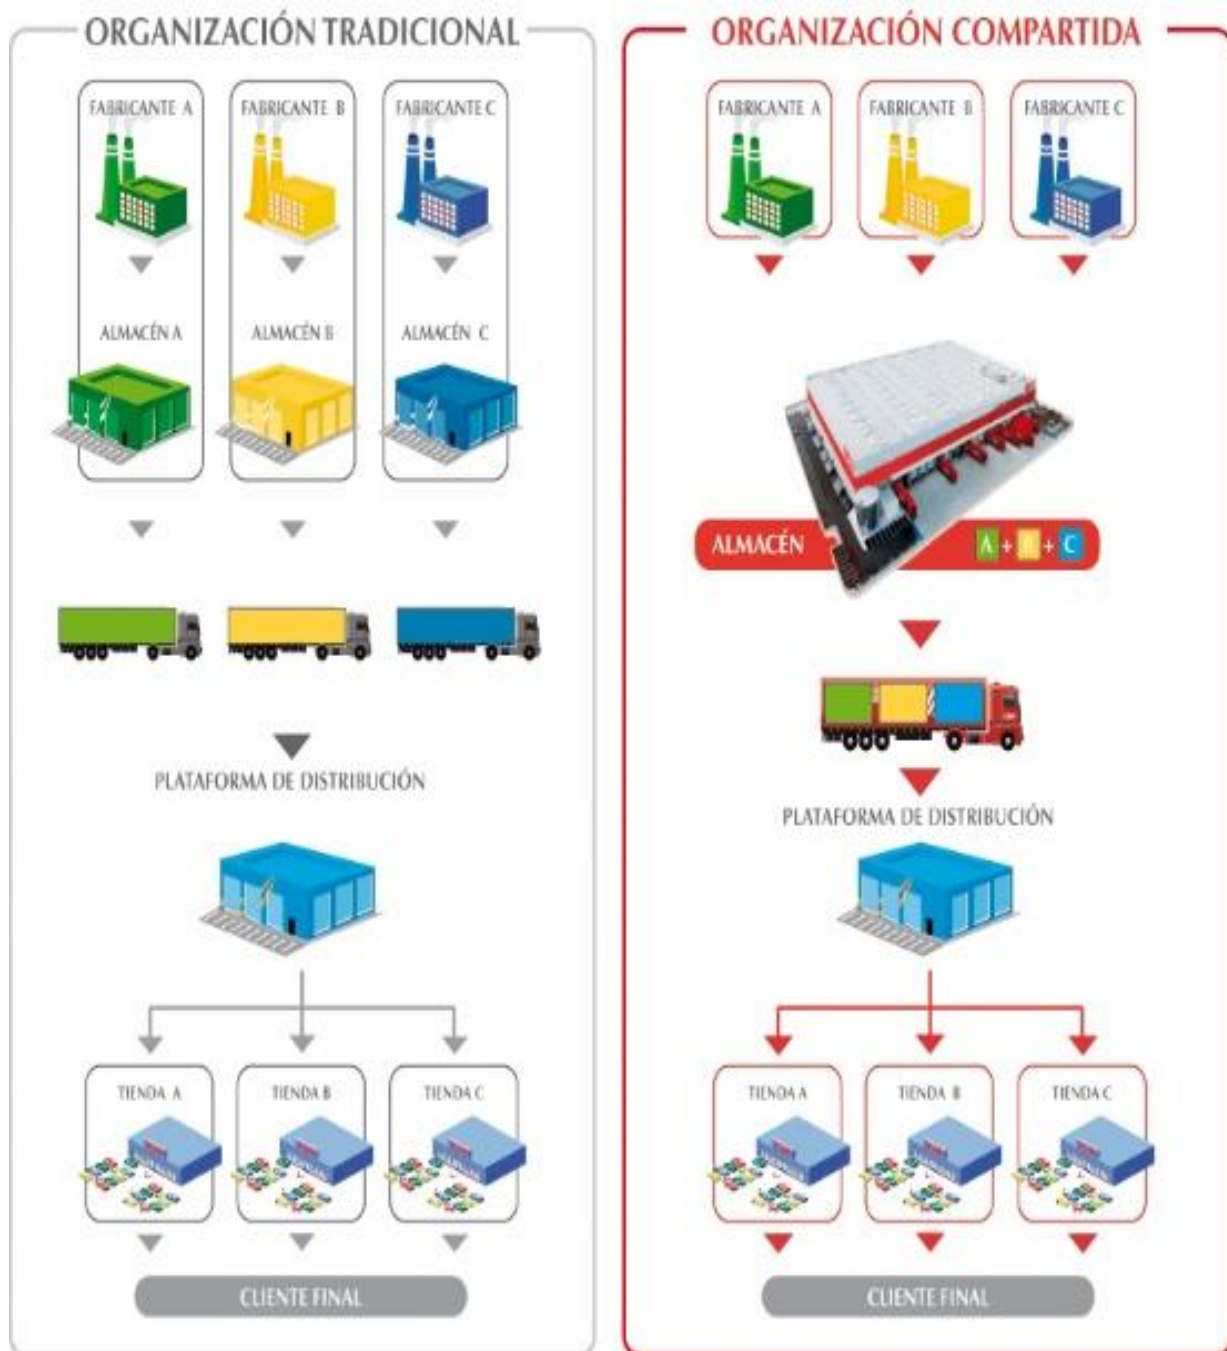 ORGANIZACIÓN TRADICIONAL
FABRICANTE A
FABRICANTE B
FABRICANTE C
ALMACÉN A
ALMACÉN B
ALMACÉN C
PLATAFORMA DE DISTRIBUCIÓN
TIENDA A
TIENDA B
TIENDA C
CLIENTE FINAL
ORGANIZACIÓN COMPARTIDA
FABRICANTE A
FABRICANTE B
FABRICANTE C
ALMACÉN A + B + C
PLATAFORMA DE DISTRIBUCIÓN
TIENDA A
TIENDA B
TIENDA C
CLIENTE FINAL